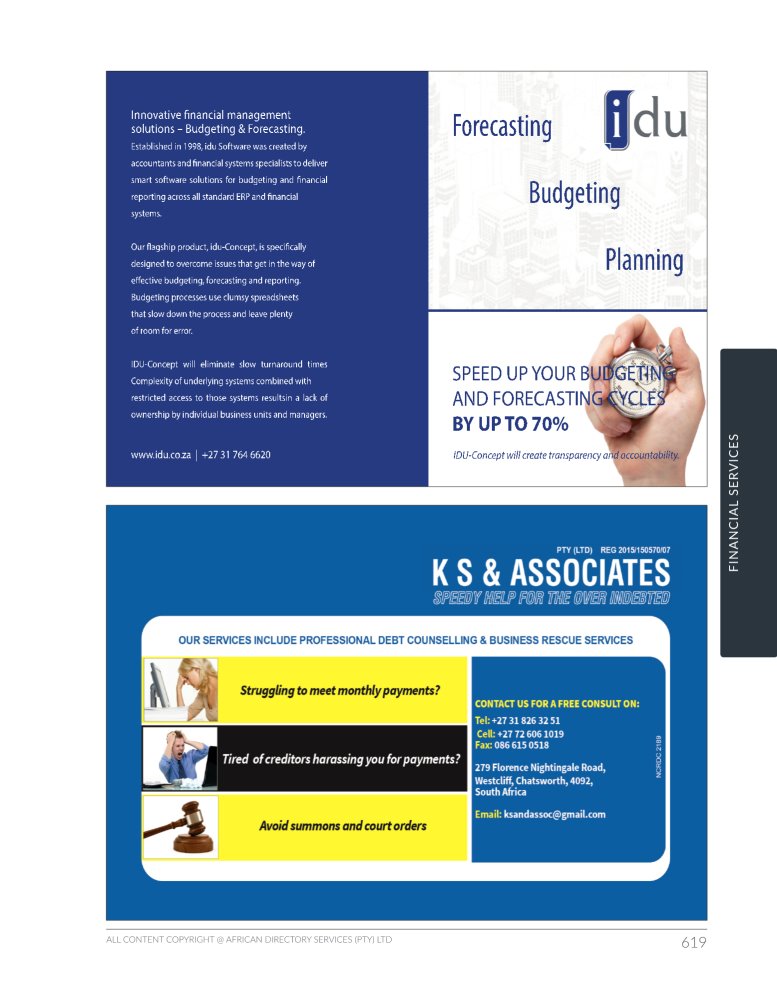 Innovative financial management
solutions – Budgeting & Forecasting.
Established in 1998, idu Software was created by
accountants and financial systems specialists to deliver
smart software solutions for budgeting and financial
reporting across all standard ERP and financial
systems.
Our flagship product, idu-Concept, is specifically
designed to overcome issues that get in the way of
effective budgeting, forecasting and reporting.
Budgeting processes use clumsy spreadsheets
that slow down the process and leave plenty
of room for error.
IDU-Concept will eliminate slow turnaround times
Complexity of underlying systems combined with
restricted access to those systems resultsin a lack of
ownership by individual business units and managers.
www.idu.co.za | +27 31 764 6620
idu
Forecasting
Budgeting
Planning
SPEED UP YOUR BUDGETING
AND FORECASTING CYCLES
BY UP TO 70%
IDU-Concept will create transparency and accountability.
FINANCIAL SERVICES
PTY (LTD) REG 2015/150570/07
K S & ASSOCIATES
SPEEDY HELP FOR THE OVER INDEBTED
OUR SERVICES INCLUDE PROFESSIONAL DEBT COUNSELLING & BUSINESS RESCUE SERVICES
Struggling to meet monthly payments?
Tired of creditors harassing you for payments?
Avoid summons and court orders
CONTACT US FOR A FREE CONSULT ON:
Tel: +27 31 826 32 51
Cell: +27 72 606 1019
Fax: 086 615 0518
279 Florence Nightingale Road,
Westcliff, Chatsworth, 4092,
South Africa
Email: ksandassoc@gmail.com
NCRDC 2169
ALL CONTENT COPYRIGHT @ AFRICAN DIRECTORY SERVICES (PTY) LTD
619